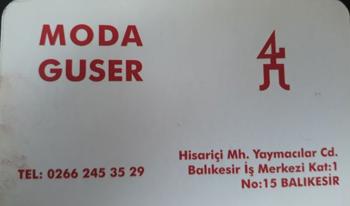 MODA
GUSER
TEL: 0266 245 35 29
Hisariçi Mh. Yaymacılar Cd.
Balıkesir İş Merkezi Kat:1
No:15 BALIKESİR